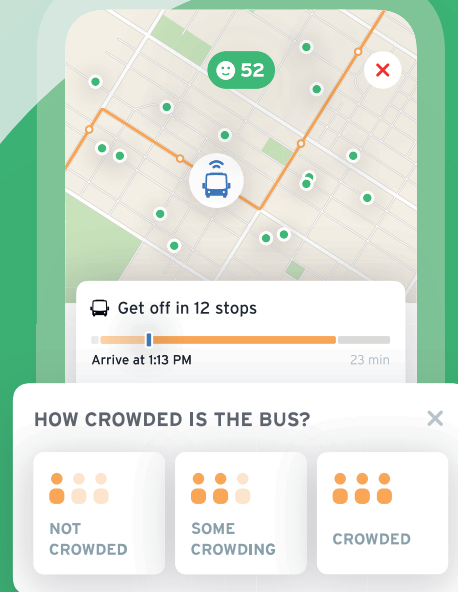 52
Get off in 12 stops
Arrive at 1:13 PM
23 min
HOW CROWDED IS THE BUS?
NOT
CROWDED
SOME
CROWDING
CROWDED